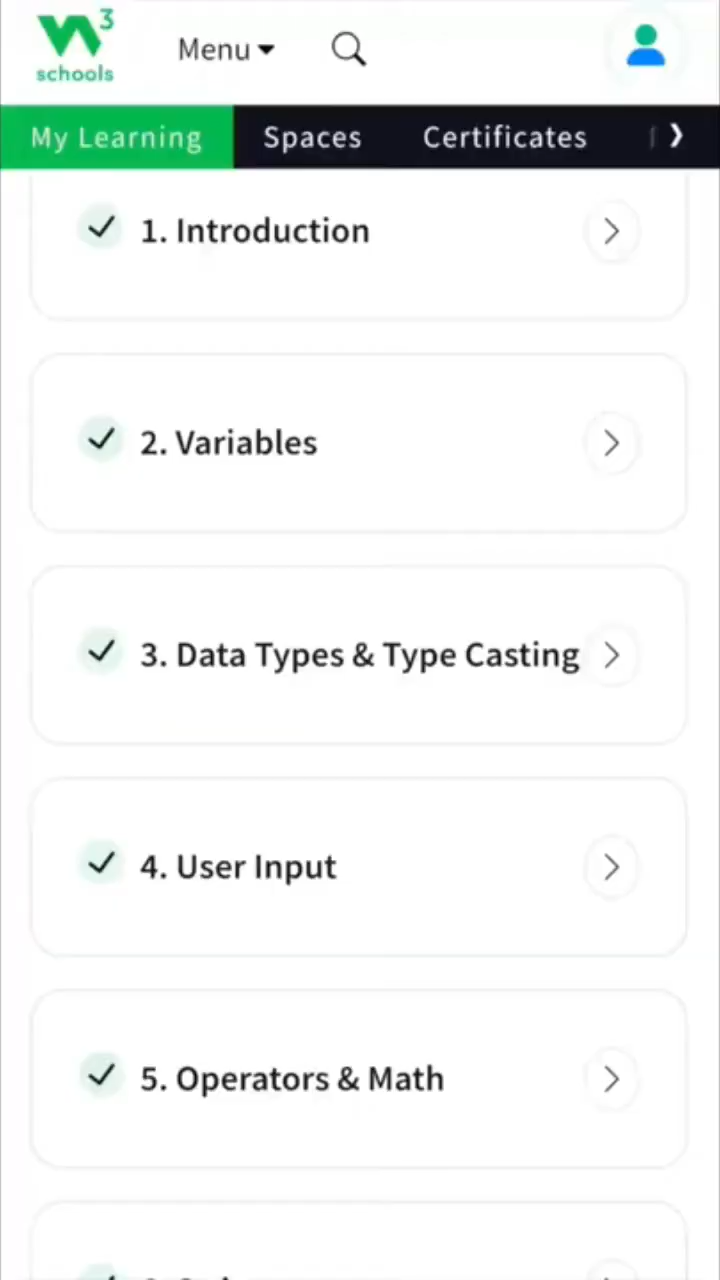 W3
schools
Menu
My Learning
Spaces
Certificates
1. Introduction
2. Variables
3. Data Types & Type Casting
4. User Input
5. Operators & Math